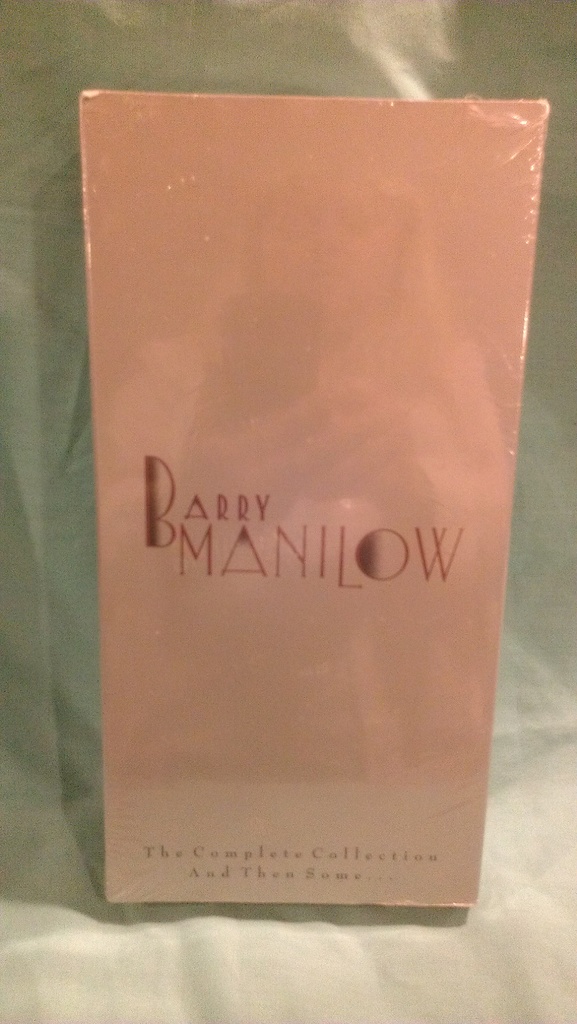 BARRY
MANILOW
The Complete Collection
And Then Some...